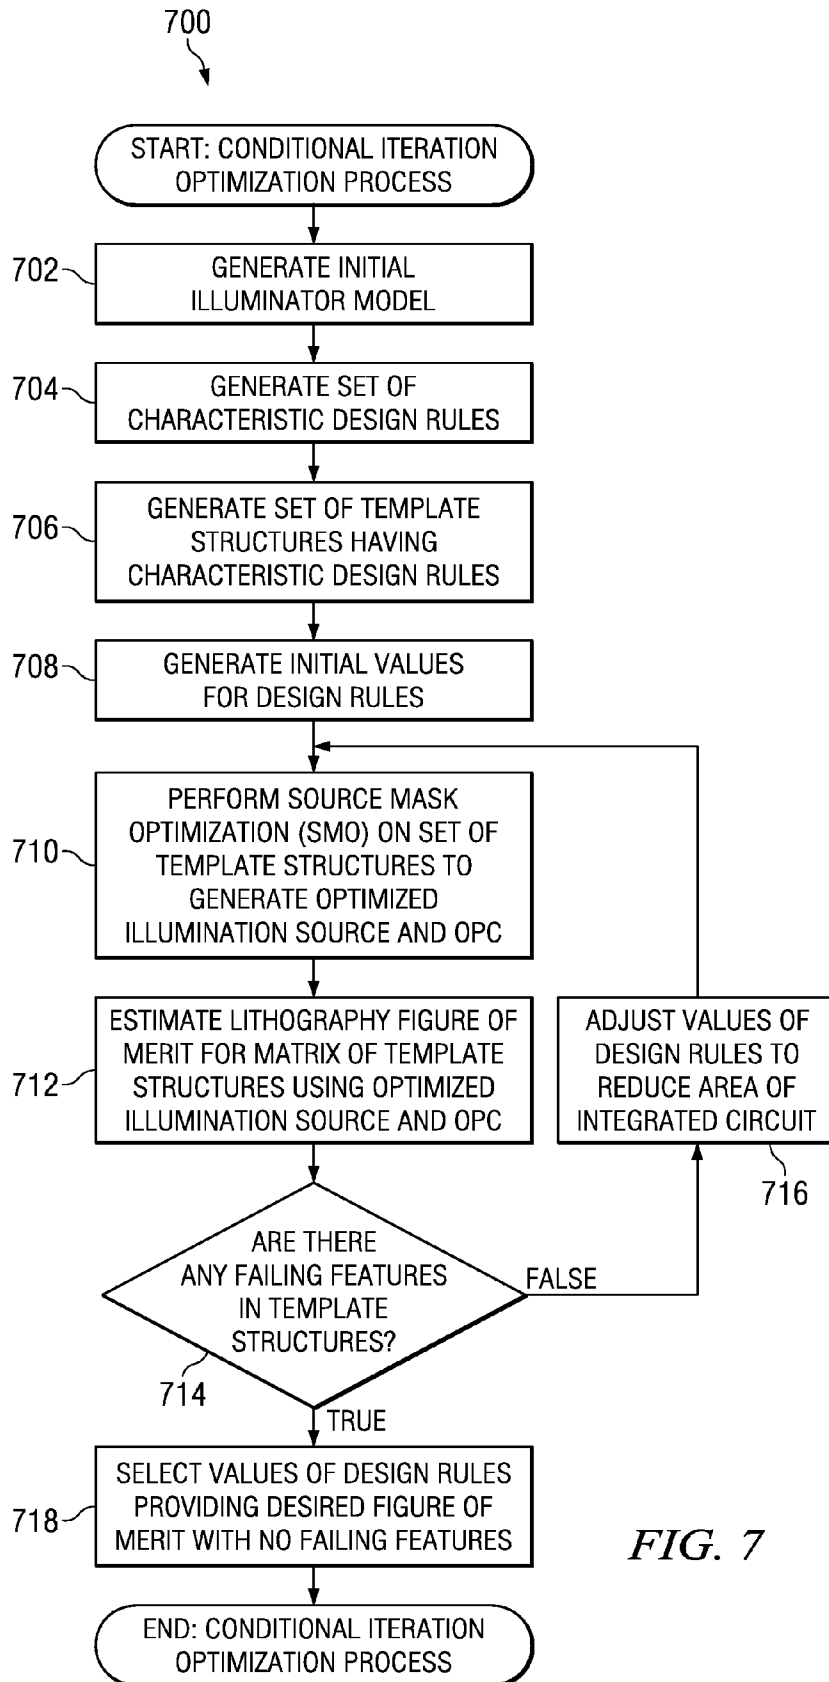 700
START: CONDITIONAL ITERATION
OPTIMIZATION PROCESS
702
GENERATE INITIAL
ILLUMINATOR MODEL
704
GENERATE SET OF
CHARACTERISTIC DESIGN RULES
706
GENERATE SET OF TEMPLATE
STRUCTURES HAVING
CHARACTERISTIC DESIGN RULES
708
GENERATE INITIAL VALUES
FOR DESIGN RULES
710
PERFORM SOURCE MASK
OPTIMIZATION (SMO) ON SET OF
TEMPLATE STRUCTURES TO
GENERATE OPTIMIZED
ILLUMINATION SOURCE AND OPC
712
ESTIMATE LITHOGRAPHY FIGURE OF
MERIT FOR MATRIX OF TEMPLATE
STRUCTURES USING OPTIMIZED
ILLUMINATION SOURCE AND OPC
ADJUST VALUES OF
DESIGN RULES TO
REDUCE AREA OF
INTEGRATED CIRCUIT
716
ARE THERE
ANY FAILING FEATURES
IN TEMPLATE
STRUCTURES?
FALSE
714
TRUE
718
SELECT VALUES OF DESIGN RULES
PROVIDING DESIRED FIGURE OF
MERIT WITH NO FAILING FEATURES
FIG. 7
END: CONDITIONAL ITERATION
OPTIMIZATION PROCESS